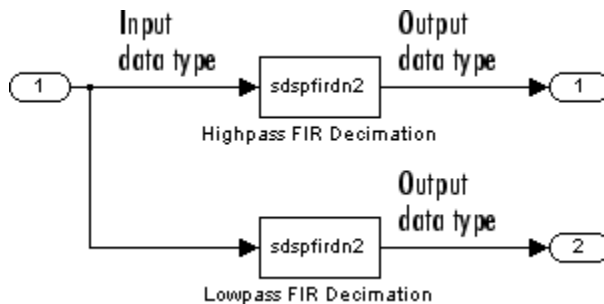 Input
data type
Output
data type
1
sdspfirdn2
1
Highpass FIR Decimation
Output
data type
sdspfirdn2
2
Lowpass FIR Decimation